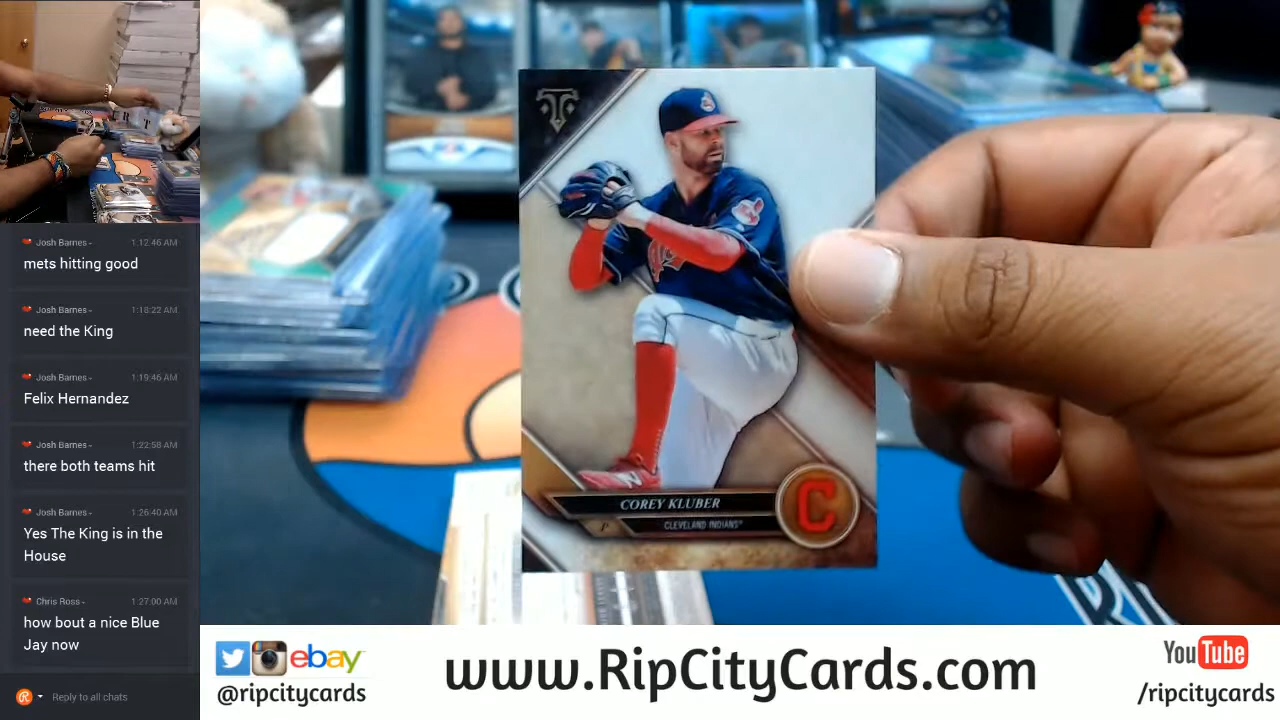 Josh Barnes - 1:12:46 AM
mets hitting good
Josh Barnes - 1:18:22 AM
need the King
Josh Barnes - 1:19:46 AM
Felix Hernandez
Josh Barnes - 1:22:58 AM
there both teams hit
Josh Barnes - 1:26:40 AM
Yes The King is in the
House
Chris Ross - 1:27:00 AM
how bout a nice Blue
Jay now
Reply to all chats
COREY KLUBER
P
CLEVELAND INDIANS
C
ebay
@ripcitycards
www.RipCityCards.com
YouTube
/ripcitycards